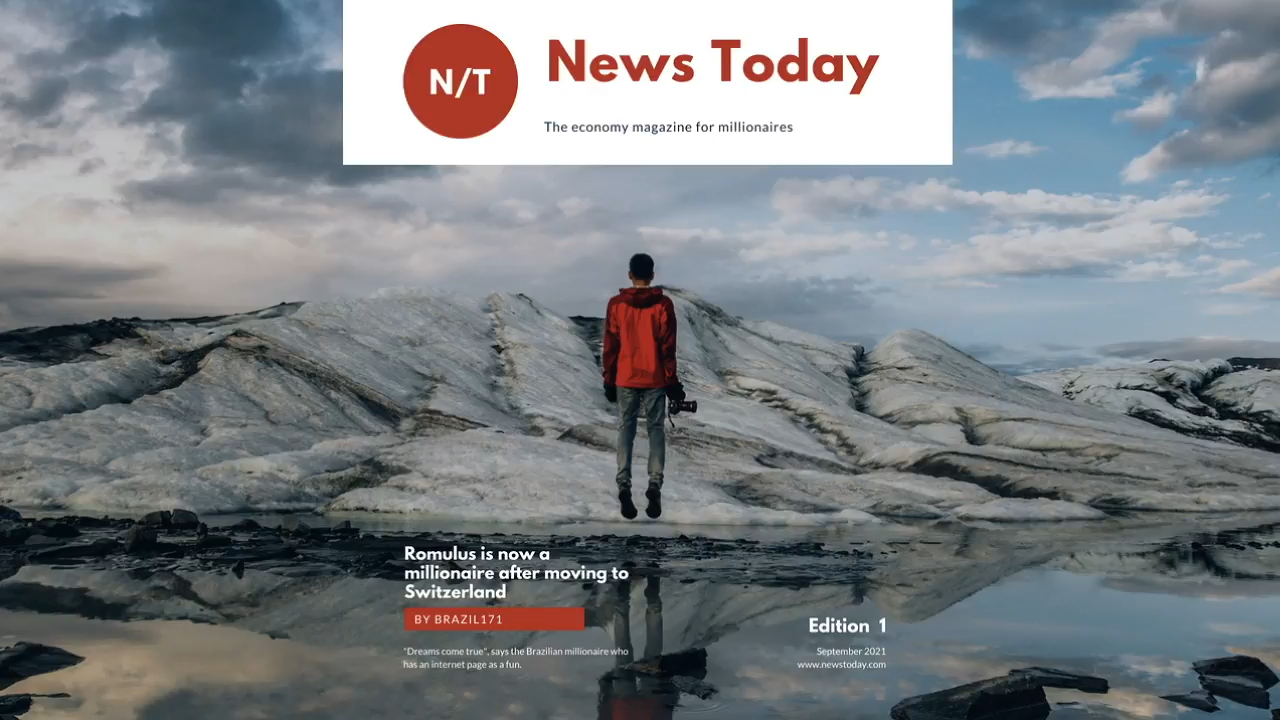 N/T
News Today
The economy magazine for millionaires
Romulus is now a
millionaire after moving to
Switzerland
BY BRAZIL171
"Dreams come true", says the Brazilian millionaire who
has an internet page as a fun.
Edition 1
September 2021
www.newstoday.com